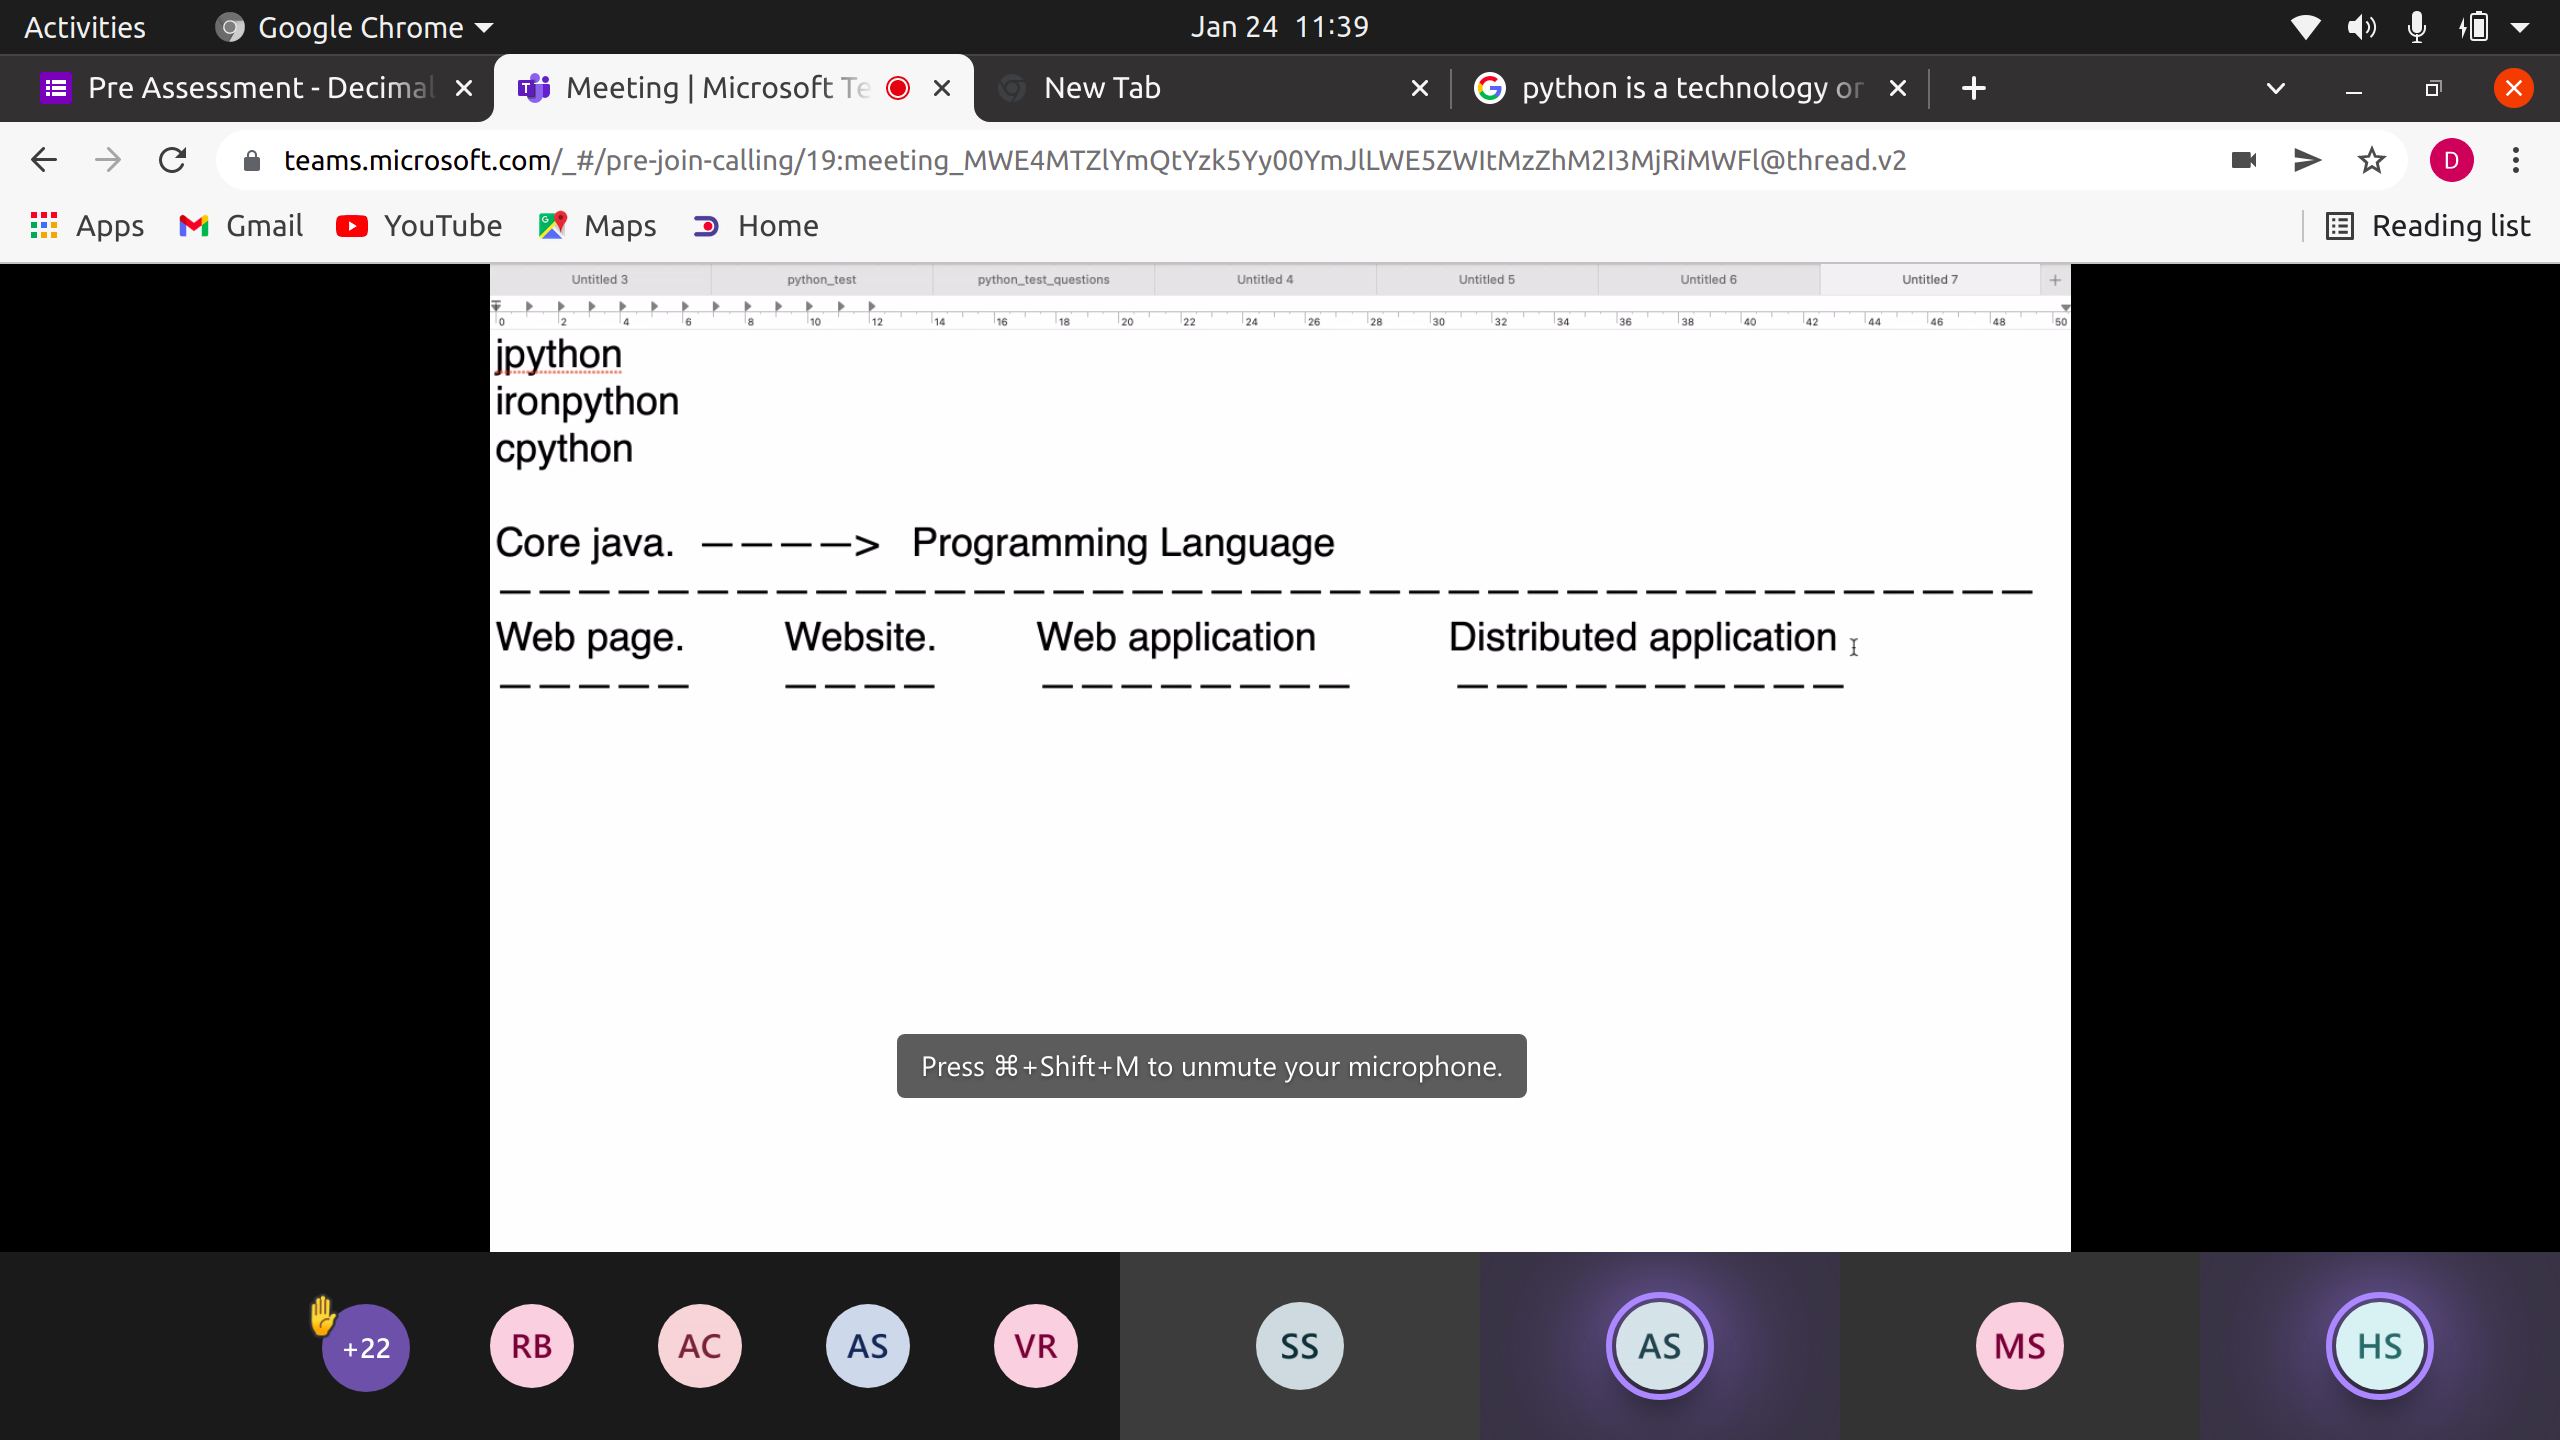 Activities Google Chrome Jan 24 11:39
Pre Assessment - Decimal Meeting | Microsoft Te New Tab python is a technology or
teams.microsoft.com/_#/pre-join-calling/19:meeting_MWE4MTZlYmQtYzk5Yy00YmJlLWE5ZWItMzZhM2I3MjRiMWFl@thread.v2 D
Apps Gmail YouTube Maps Home Reading list
Untitled 3 python_test python_test_questions Untitled 4 Untitled 5 Untitled 6 Untitled 7 +
0 2 4 6 8 10 12 14 16 18 20 22 24 26 28 30 32 34 36 38 40 42 44 46 48 50
jpython
ironpython
cpython
Core java. ————> Programming Language
———————————————————————————————————————
Web page. Website. Web application Distributed application
————— ———— ———————— ——————————
Press ⌘+Shift+M to unmute your microphone.
+22 RB AC AS VR SS AS MS HS